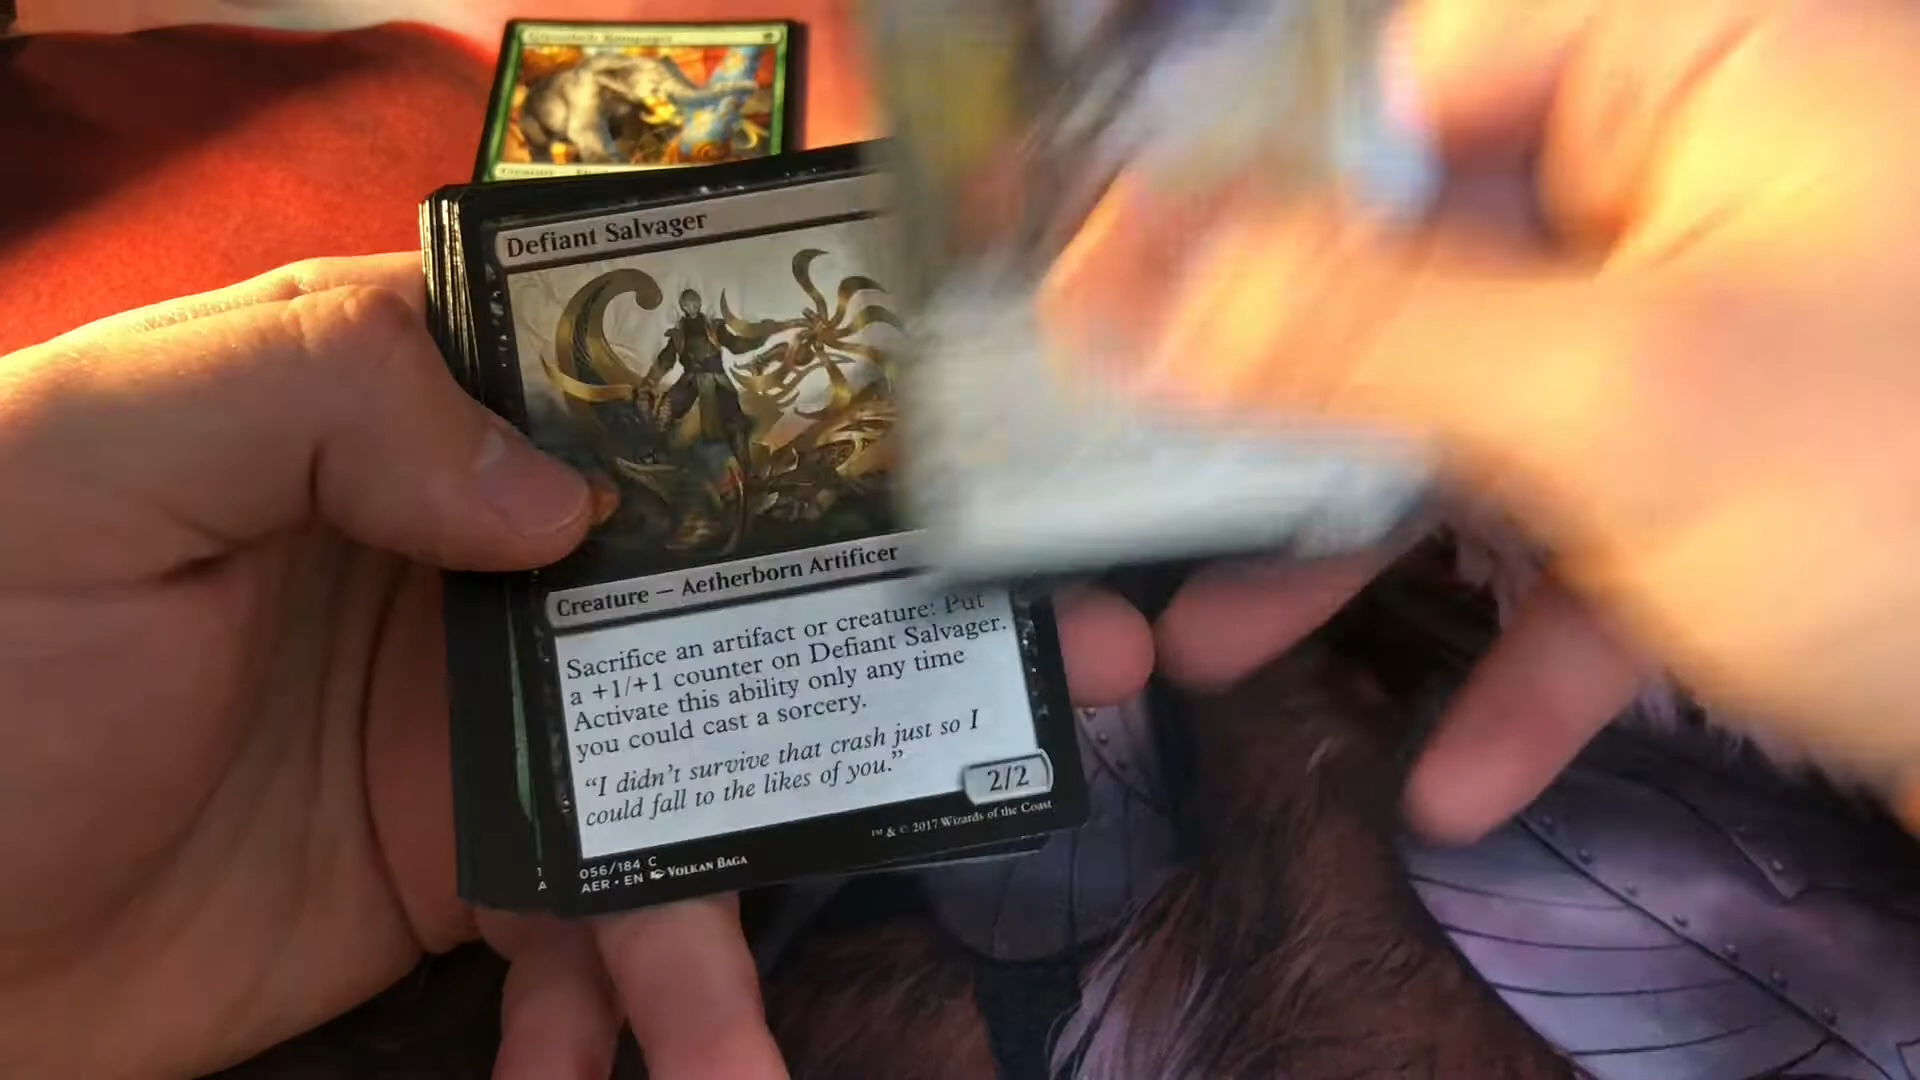 Defiant Salvager
Creature — Aetherborn Artificer
Sacrifice an artifact or creature: Put
a +1/+1 counter on Defiant Salvager.
Activate this ability only any time
you could cast a sorcery.
“I didn’t survive that crash just so I
could fall to the likes of you.”
2/2
™ & © 2017 Wizards of the Coast
056/184 C
AER • EN VOLKAN BAGA
1
A